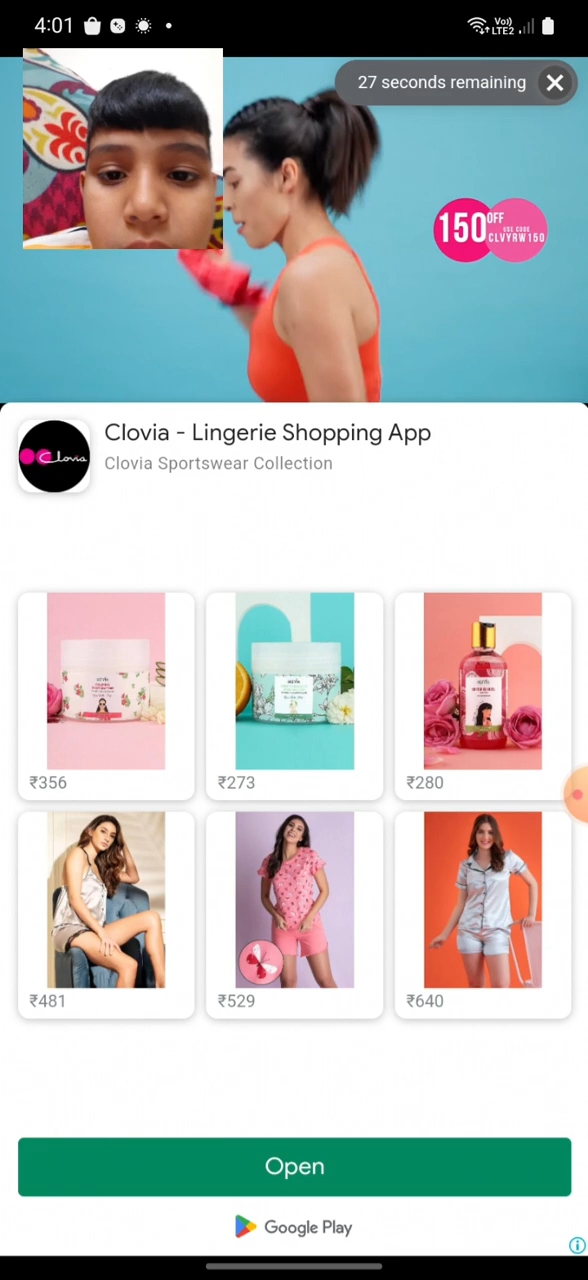 4:01
Vo)
LTE2
27 seconds remaining
150 OFF
USE CODE
CLVYRW150
Clovia
Clovia - Lingerie Shopping App
Clovia Sportswear Collection
₹356
₹273
₹280
₹481
₹529
₹640
Open
Google Play